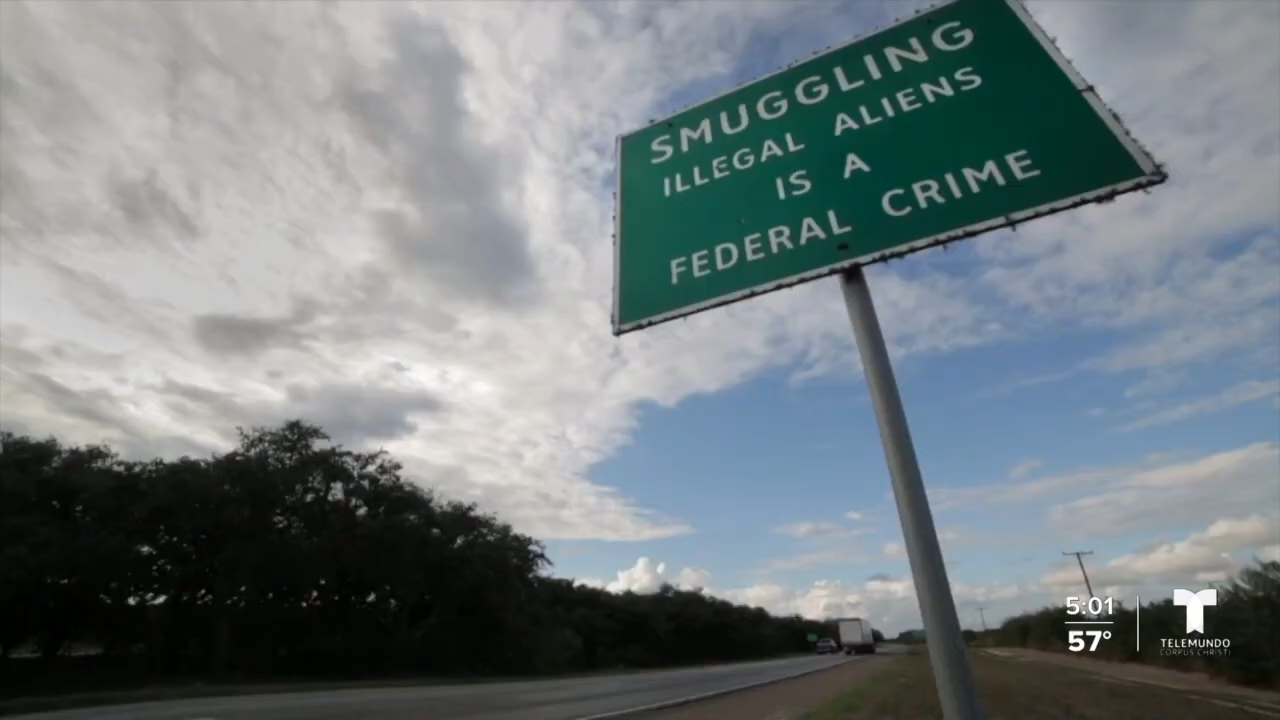 SMUGGLING
ILLEGAL ALIENS
IS A
FEDERAL CRIME
5:01
57°
TELEMUNDO
CORPUS CHRISTI